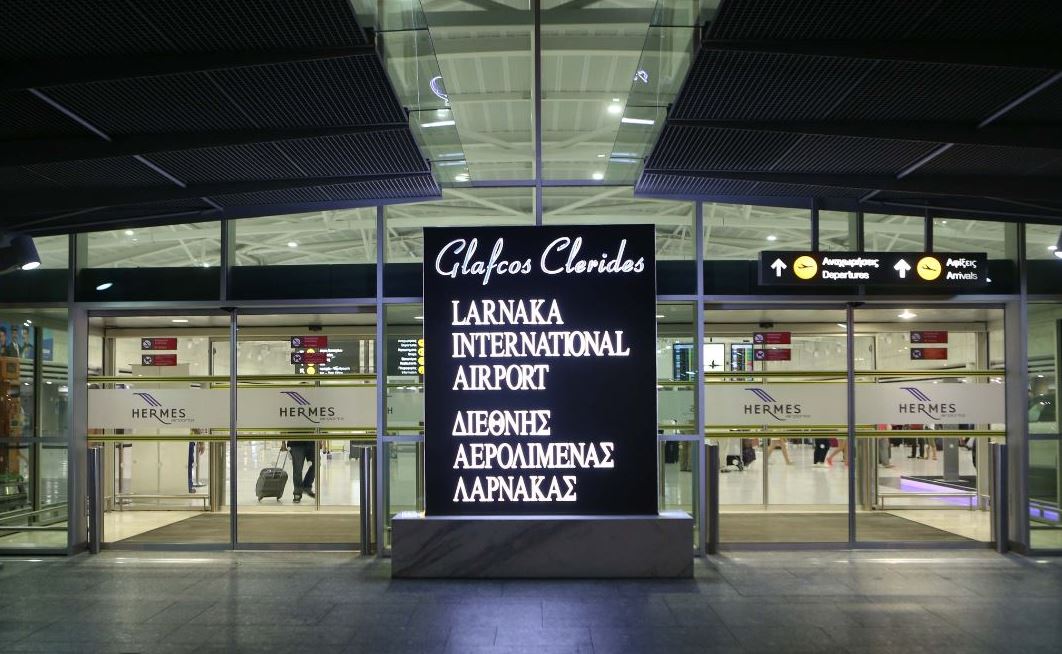 Glafcos Clerides
LARNAKA
INTERNATIONAL
AIRPORT
ΔΙΕΘΝΗΣ
ΑΕΡΟΛΙΜΕΝΑΣ
ΛΑΡΝΑΚΑΣ
Αναχωρήσεις
Departures
Αφίξεις
Arrivals
HERMES
HERMES
HERMES
HERMES